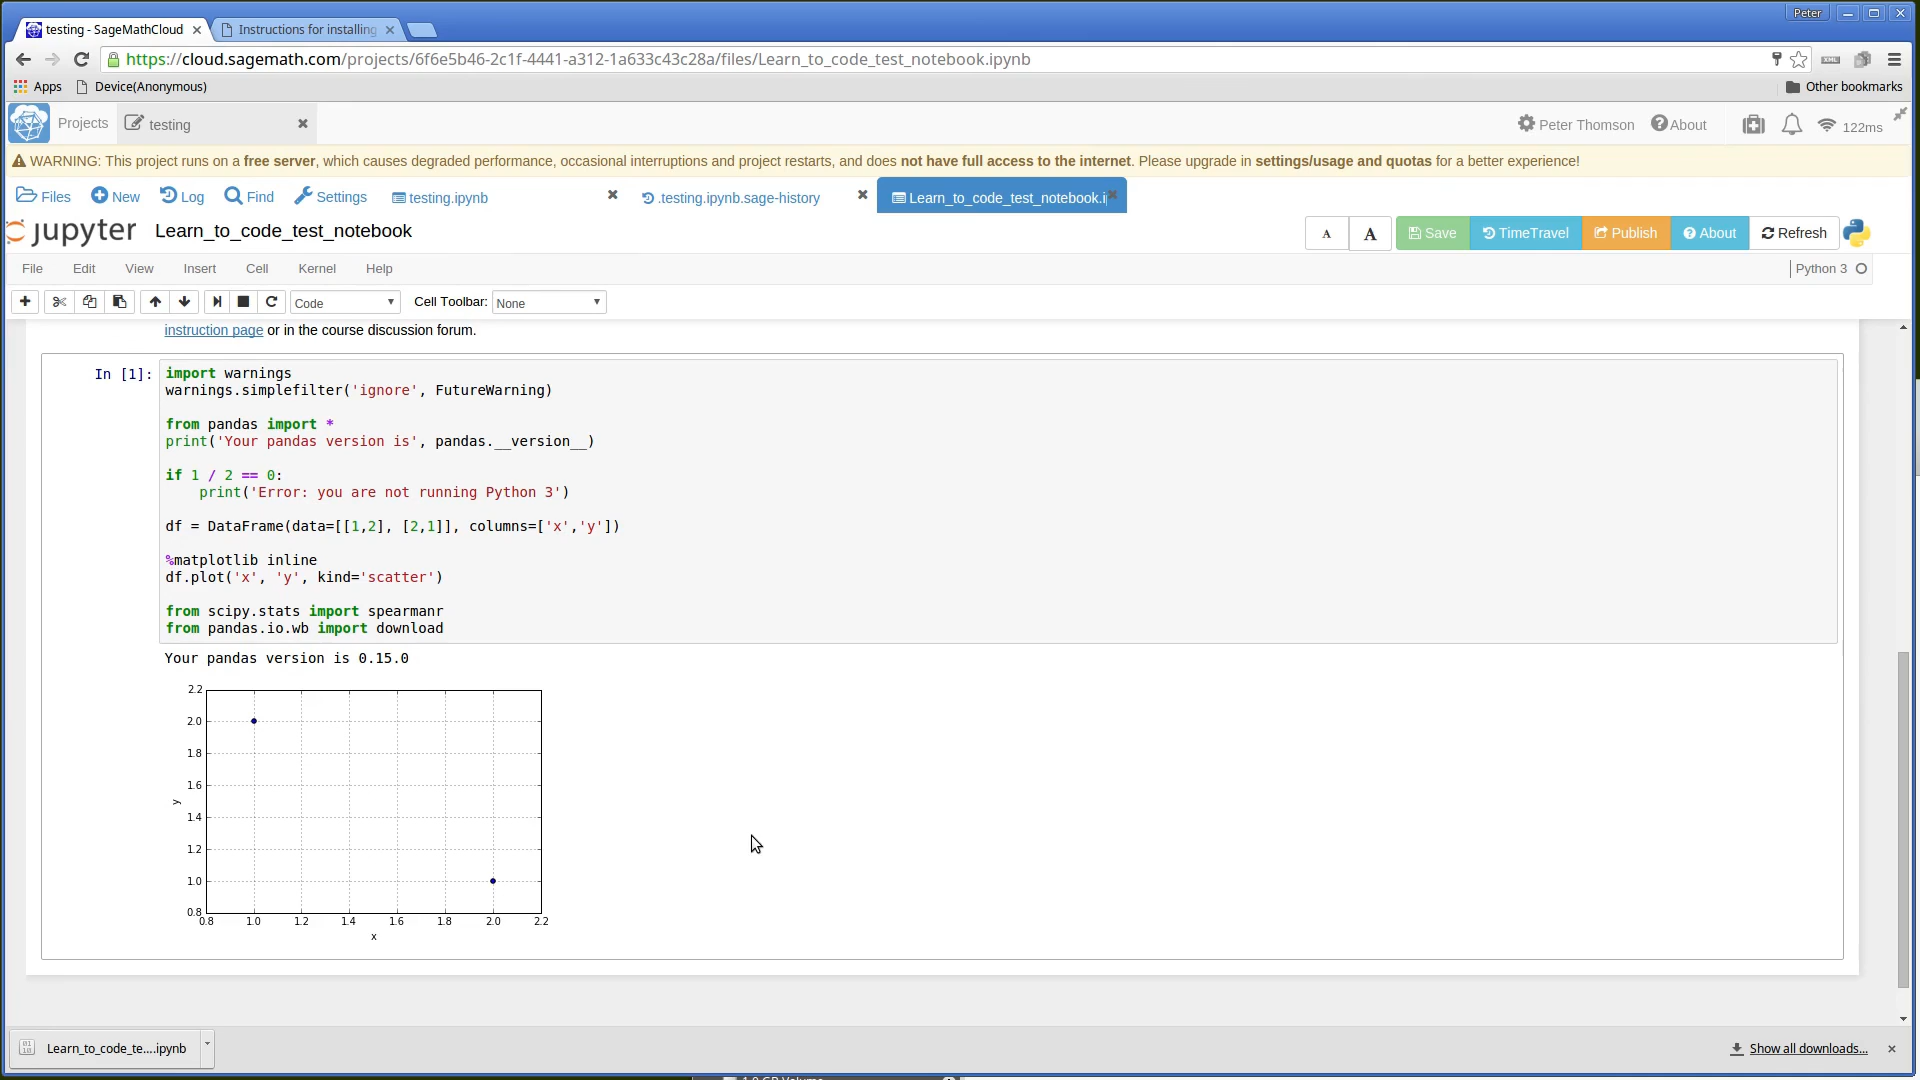 Peter
testing - SageMathCloud
Instructions for installing
https://cloud.sagemath.com/projects/6f6e5b46-2c1f-4441-a312-1a633c43c28a/files/Learn_to_code_test_notebook.ipynb
Apps Device(Anonymous) Other bookmarks
Projects testing Peter Thomson About 122ms
WARNING: This project runs on a free server, which causes degraded performance, occasional interruptions and project restarts, and does not have full access to the internet. Please upgrade in settings/usage and quotas for a better experience!
Files New Log Find Settings testing.ipynb .testing.ipynb.sage-history Learn_to_code_test_notebook.i
jupyter Learn_to_code_test_notebook A A Save TimeTravel Publish About Refresh
File Edit View Insert Cell Kernel Help Python 3
Code Cell Toolbar: None
instruction page or in the course discussion forum.
In [1]: import warnings
warnings.simplefilter('ignore', FutureWarning)
from pandas import *
print('Your pandas version is', pandas.__version__)
if 1 / 2 == 0:
print('Error: you are not running Python 3')
df = DataFrame(data=[[1,2], [2,1]], columns=['x','y'])
%matplotlib inline
df.plot('x', 'y', kind='scatter')
from scipy.stats import spearmanr
from pandas.io.wb import download
Your pandas version is 0.15.0
2.2
2.0
1.8
1.6
y
1.4
1.2
1.0
0.8
0.8 1.0 1.2 1.4 1.6 1.8 2.0 2.2
x
Learn_to_code_te....ipynb Show all downloads...